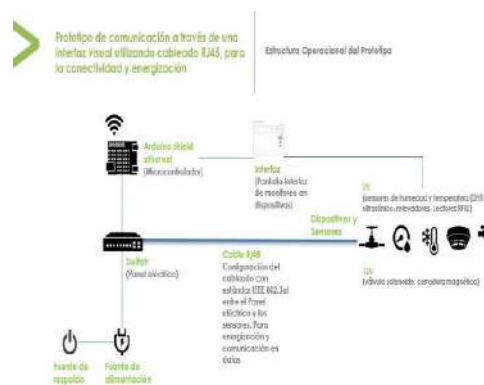 Prototipo de comunicación a través de una
interfaz visual utilizando cableado RJ45, para
la conectividad y energización
Estructura Operacional del Prototipo
Arduino shield
ethernet
(Microcontrolador)
Interfaz
(Pantalla interfaz
de monitoreo en
dispositivos)
5V
(sensores de humedad y temperatura (DHT
ultrasónico, relevadores, Lectores RFID)
Dispositivos y
Sensores
Switch
(Panel eléctrico)
Cable RJ45
Configuración del
cableado con
estándar IEEE 802.3af
entre el Panel
eléctrico y los
sensores. Para
energización y
comunicación en
datos
12V
(válvula solenoide, cerradura magnética)
Fuente de
respaldo
Fuente de
alimentación